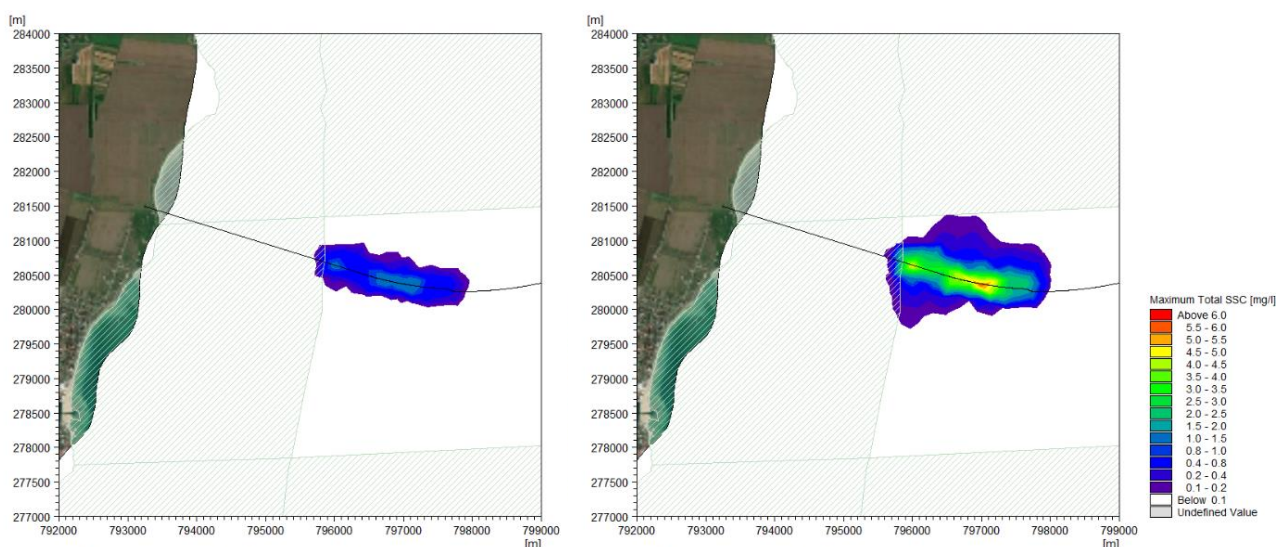 [m]
284000
283500
283000
282500
282000
281500
281000
280500
280000
279500
279000
278500
278000
277500
277000
792000 793000 794000 795000 796000 797000 798000 799000
[m]
[m]
284000
283500
283000
282500
282000
281500
281000
280500
280000
279500
279000
278500
278000
277500
277000
792000 793000 794000 795000 796000 797000 798000 799000
[m]
Maximum Total SSC [mg/l]
Above 6.0
5.5 - 6.0
5.0 - 5.5
4.5 - 5.0
4.0 - 4.5
3.5 - 4.0
3.0 - 3.5
2.5 - 3.0
2.0 - 2.5
1.5 - 2.0
1.0 - 1.5
0.8 - 1.0
0.4 - 0.8
0.2 - 0.4
0.1 - 0.2
Below 0.1
Undefined Value